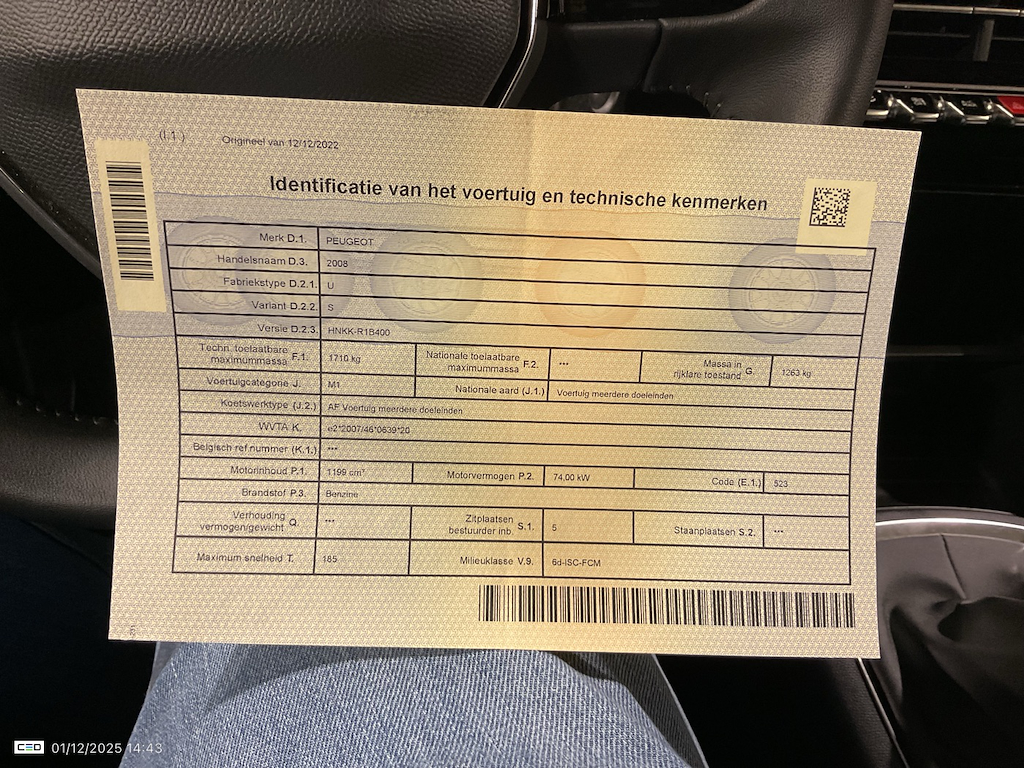 (I.1.) Origineel van 12/12/2022
Identificatie van het voertuig en technische kenmerken
Merk D.1. PEUGEOT
Handelsnaam D.3. 2008
Fabriekstype D.2.1. U
Variant D.2.2. S
Versie D.2.3. HNKK-R1B400
Techn. toelaatbare maximummassa F.1. 1710 kg Nationale toelaatbare maximummassa F.2. *** Massa in rijklare toestand G. 1263 kg
Voertuigcategorie J. M1 Nationale aard (J.1.) Voertuig meerdere doeleinden
Koetswerktype (J.2.) AF Voertuig meerdere doeleinden
WVTA K. e2*2007/46*0639*20
Belgisch ref.nummer (K.1.) ***
Motorinhoud P.1. 1199 cm³ Motorvermogen P.2. 74,00 kW Code (E.1.) 523
Brandstof P.3. Benzine
Verhouding vermogen/gewicht Q. *** Zitplaatsen bestuurder inb. S.1. 5 Staanplaatsen S.2. ***
Maximum snelheid T. 185 Milieuklasse V.9. 6d-ISC-FCM
CEO 01/12/2025 14:43